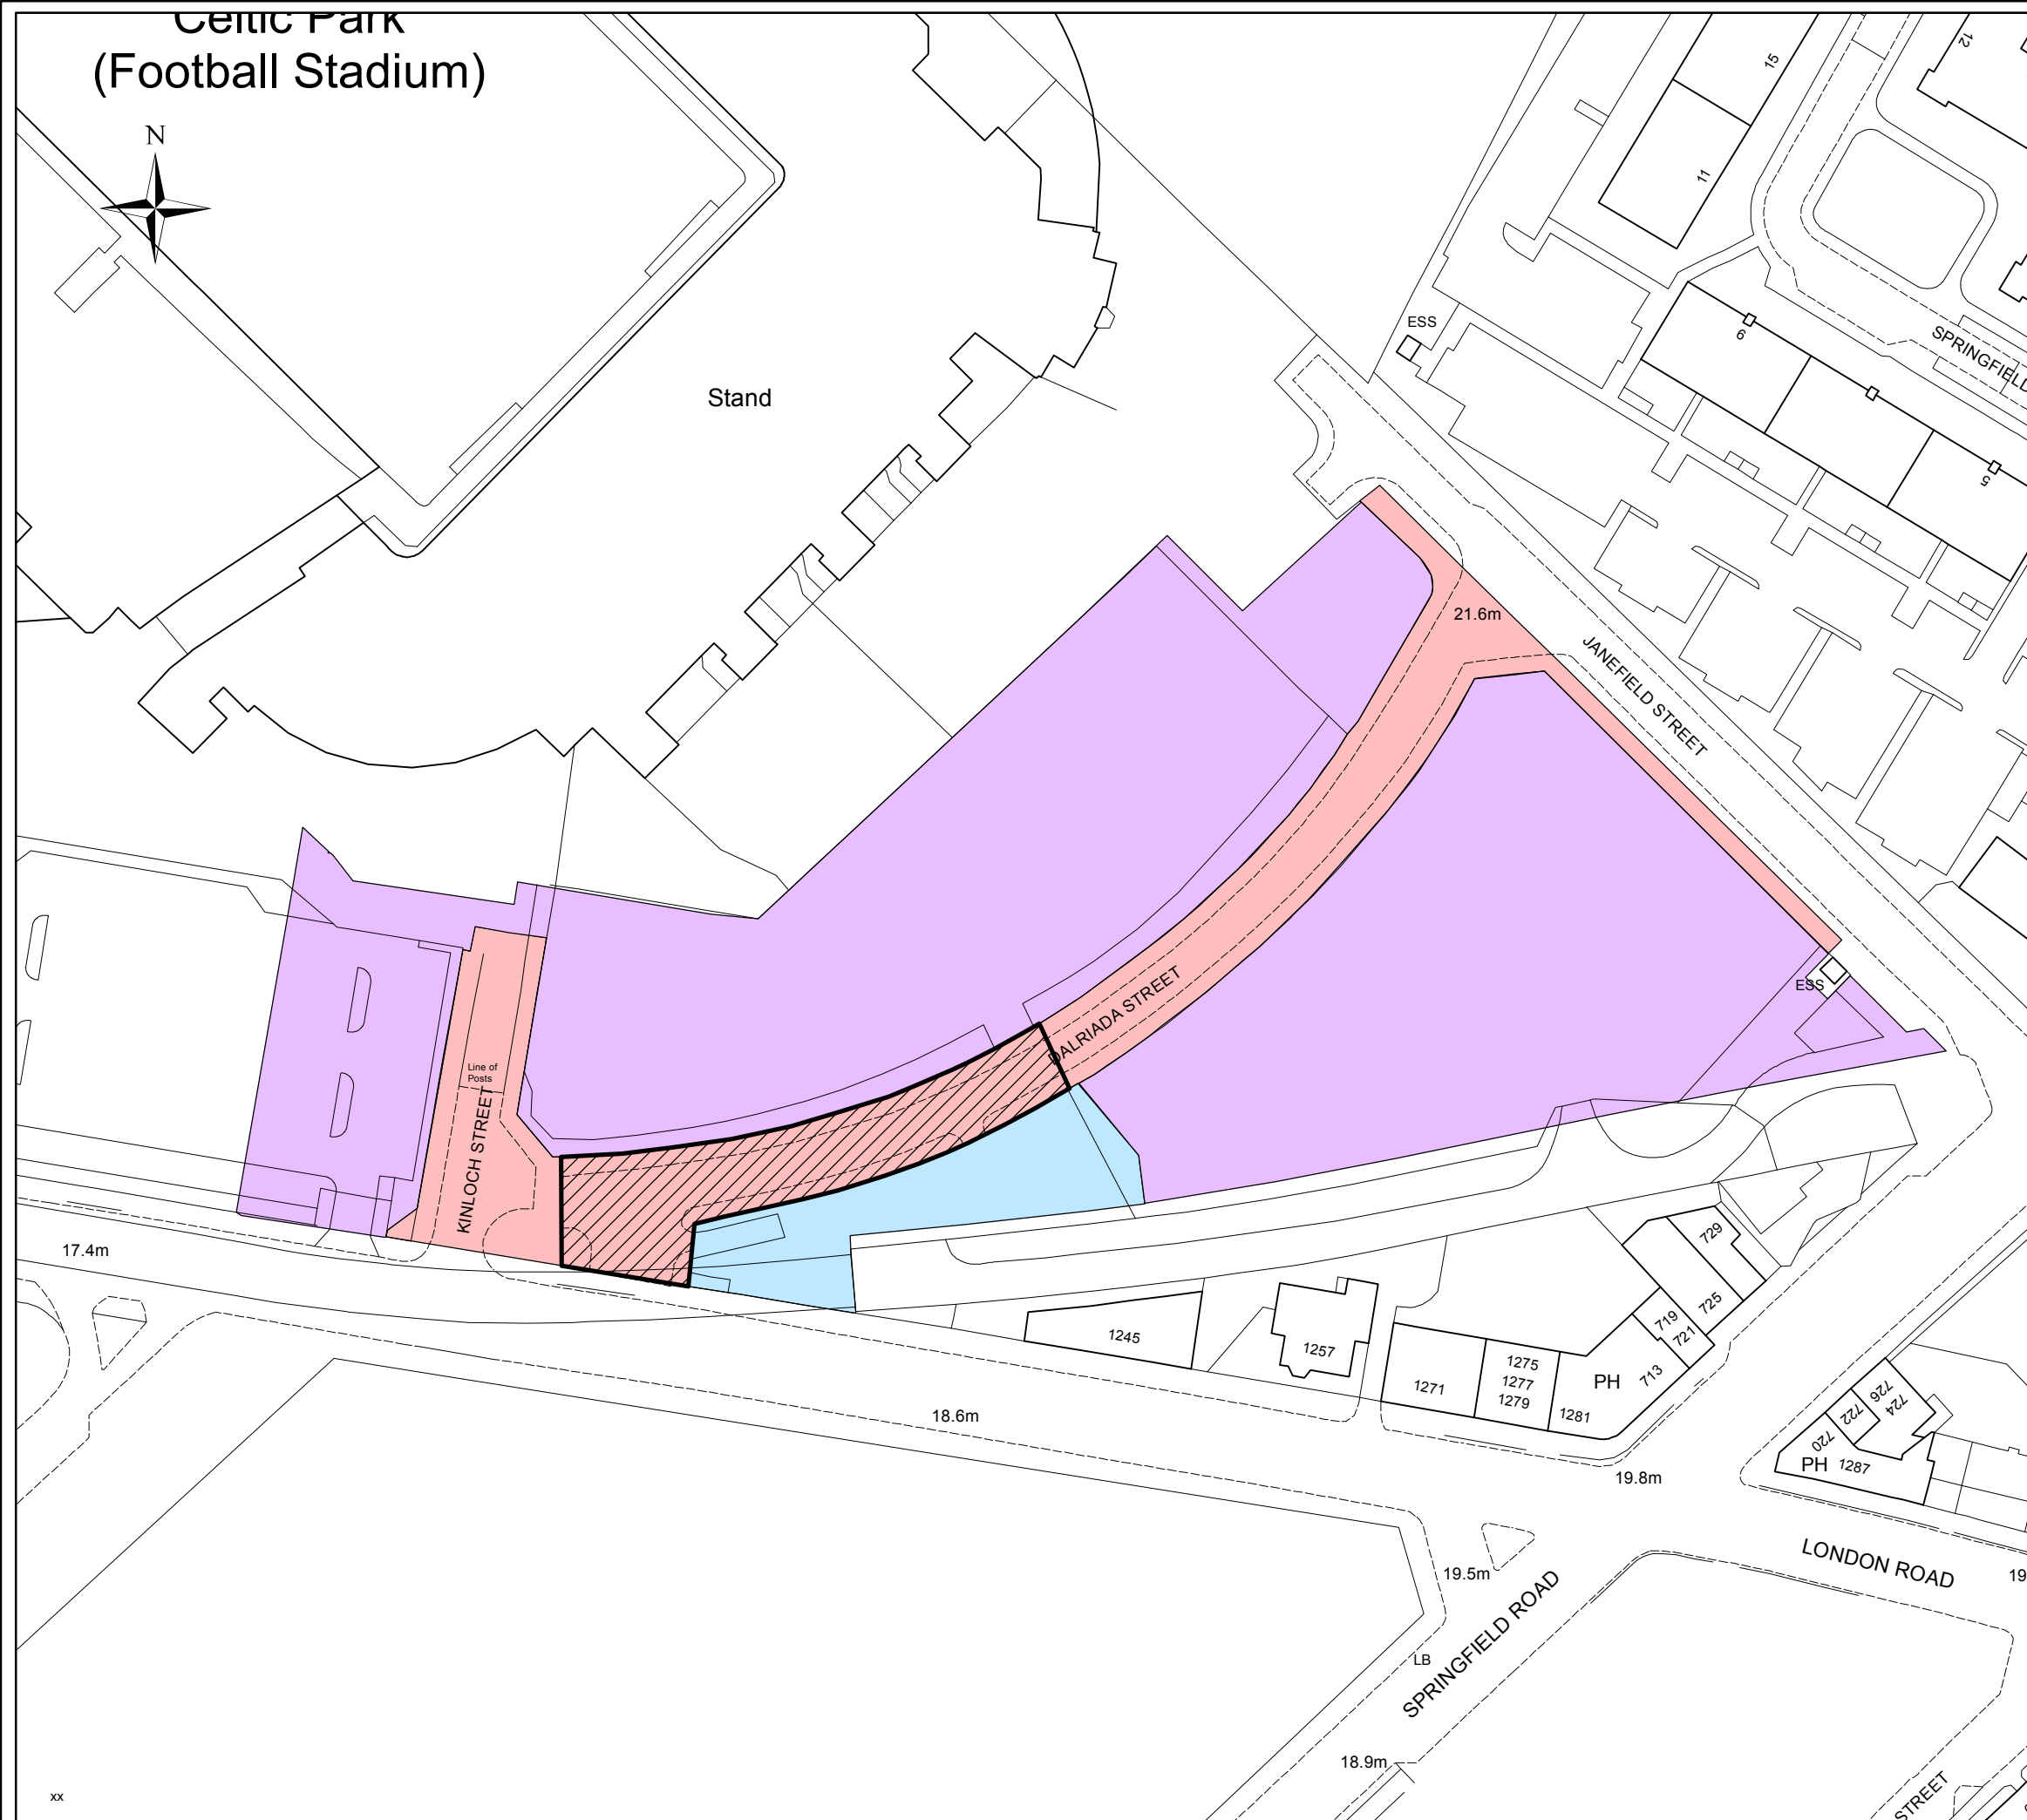 Celtic Park
(Football Stadium)
N
12
15
11
ESS
6
SPRINGFIELD
5
Stand
21.6m
JANEFIELD STREET
DALRIADA STREET
ESS
Line of
Posts
KINLOCH STREET
17.4m
729
725
719
721
713
1245
1257
1271
1275
1277
1279
PH
1281
18.6m
726
724
722
720
PH
1287
19.8m
LONDON ROAD
19.5m
19
SPRINGFIELD ROAD
LB
18.9m
STREET
xx